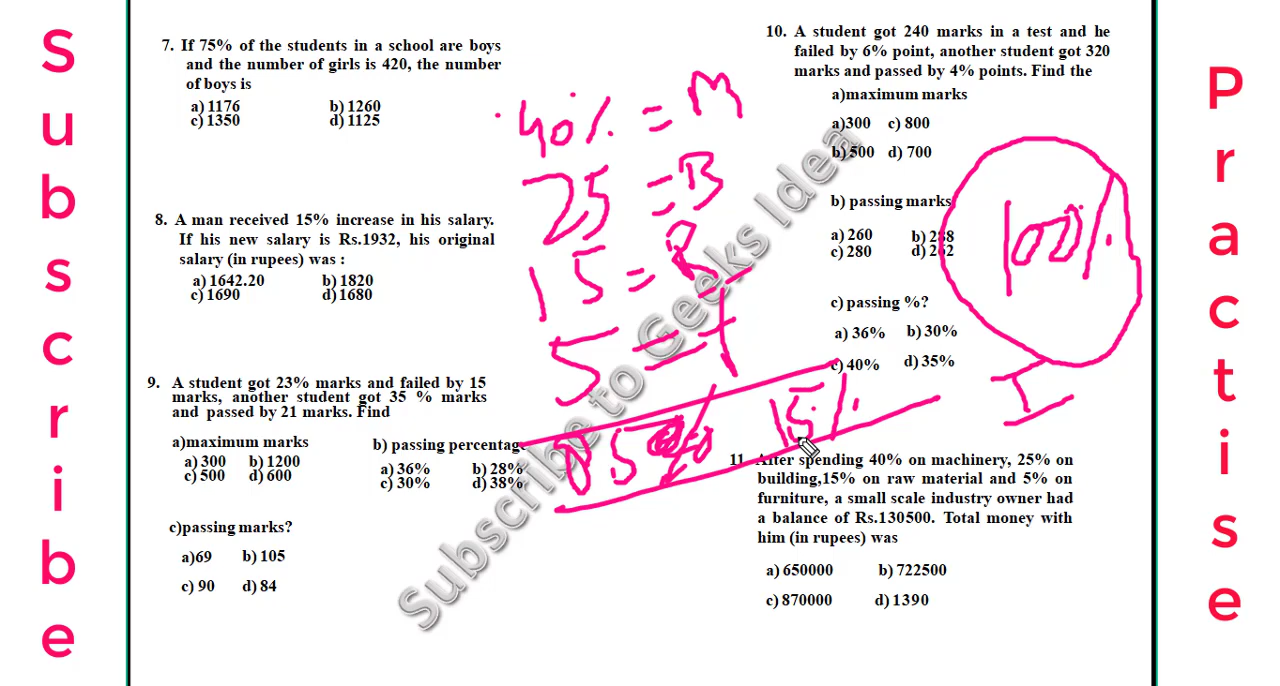 S
u
b
s
c
r
i
b
e
7. If 75% of the students in a school are boys
and the number of girls is 420, the number
of boys is
a) 1176 b) 1260
c) 1350 d) 1125
8. A man received 15% increase in his salary.
If his new salary is Rs.1932, his original
salary (in rupees) was :
a) 1642.20 b) 1820
c) 1690 d) 1680
9. A student got 23% marks and failed by 15
marks, another student got 35 % marks
and passed by 21 marks. Find
a)maximum marks
a) 300 b) 1200
c) 500 d) 600
b) passing percentage
a) 36% b) 28%
c) 30% d) 38%
c)passing marks?
a)69 b) 105
c) 90 d) 84
40% = M
25 = B
15 = R
5 = f
85% 15%
100%
Subscribe to Geeks Idea
10. A student got 240 marks in a test and he
failed by 6% point, another student got 320
marks and passed by 4% points. Find the
a)maximum marks
a)300 c) 800
b) 500 d) 700
b) passing marks
a) 260 b) 288
c) 280 d) 262
c) passing %?
a) 36% b) 30%
c) 40% d) 35%
11. After spending 40% on machinery, 25% on
building,15% on raw material and 5% on
furniture, a small scale industry owner had
a balance of Rs.130500. Total money with
him (in rupees) was
a) 650000 b) 722500
c) 870000 d) 1390
P
r
a
c
t
i
s
e